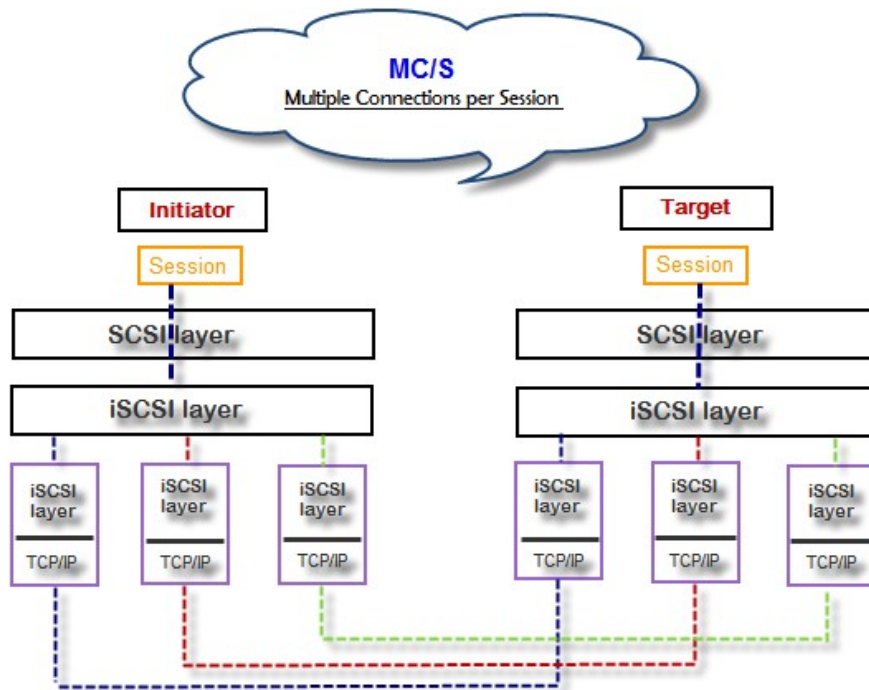 MC/S
Multiple Connections per Session
Initiator
Target
Session
Session
SCSI layer
SCSI layer
iSCSI layer
iSCSI layer
iSCSI
layer
TCP/IP
iSCSI
layer
TCP/IP
iSCSI
layer
TCP/IP
iSCSI
layer
TCP/IP
iSCSI
layer
TCP/IP
iSCSI
layer
TCP/IP